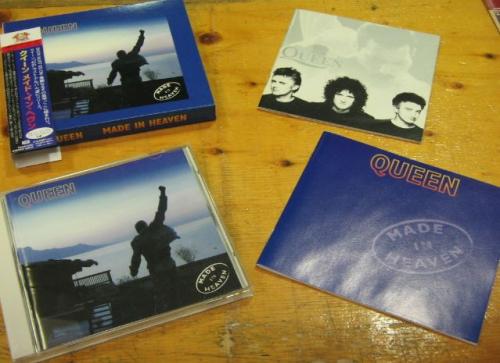 QUEEN
MADE IN HEAVEN
クイーン メイド・イン・ヘヴン
QUEEN MADE IN HEAVEN
QUEEN
QUEEN
MADE IN HEAVEN
QUEEN
MADE
IN
HEAVEN